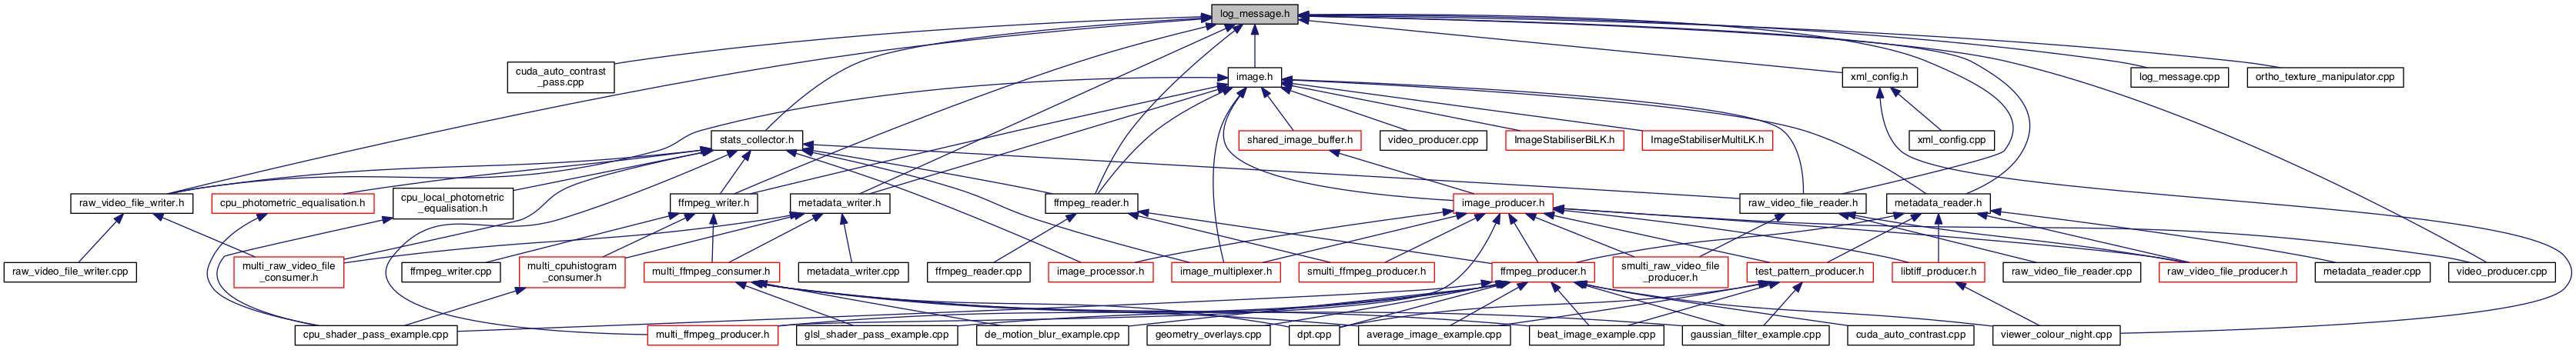 log_message.h
cuda_auto_contrast
_pass.cpp
image.h
xml_config.h
log_message.cpp
ortho_texture_manipulator.cpp
stats_collector.h
shared_image_buffer.h
video_producer.cpp
ImageStabiliserBiLK.h
ImageStabiliserMultiLK.h
xml_config.cpp
raw_video_file_writer.h
cpu_photometric_equalisation.h
cpu_local_photometric
_equalisation.h
ffmpeg_writer.h
metadata_writer.h
ffmpeg_reader.h
image_producer.h
raw_video_file_reader.h
metadata_reader.h
raw_video_file_writer.cpp
multi_raw_video_file
_consumer.h
ffmpeg_writer.cpp
multi_cpuhistogram
_consumer.h
multi_ffmpeg_consumer.h
metadata_writer.cpp
ffmpeg_reader.cpp
image_processor.h
image_multiplexer.h
smulti_ffmpeg_producer.h
ffmpeg_producer.h
smulti_raw_video_file
_producer.h
test_pattern_producer.h
libtiff_producer.h
raw_video_file_reader.cpp
raw_video_file_producer.h
metadata_reader.cpp
video_producer.cpp
cpu_shader_pass_example.cpp
multi_ffmpeg_producer.h
glsl_shader_pass_example.cpp
de_motion_blur_example.cpp
geometry_overlays.cpp
dpt.cpp
average_image_example.cpp
beat_image_example.cpp
gaussian_filter_example.cpp
cuda_auto_contrast.cpp
viewer_colour_night.cpp